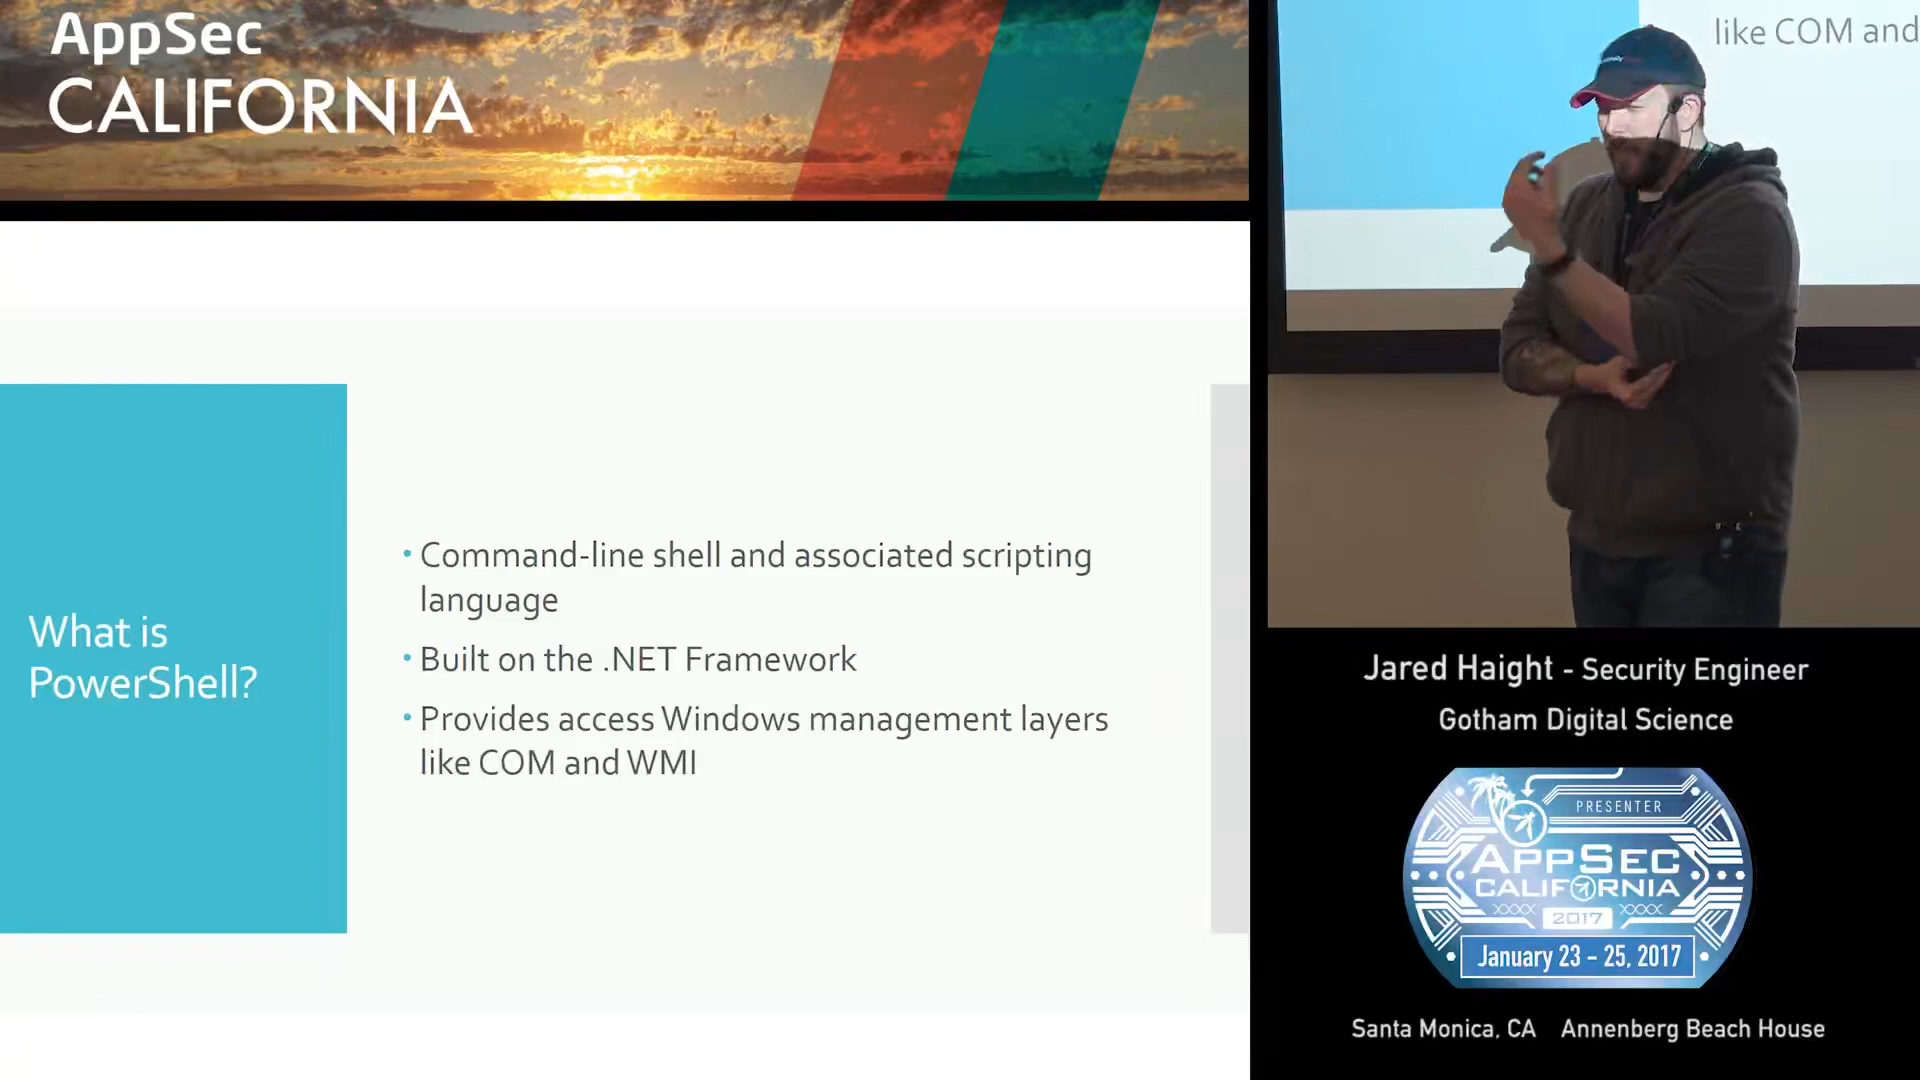 AppSec
CALIFORNIA
like COM and
What is
PowerShell?
• Command-line shell and associated scripting
language
• Built on the .NET Framework
• Provides access Windows management layers
like COM and WMI
Jared Haight - Security Engineer
Gotham Digital Science
PRESENTER
APPSEC
CALIFORNIA
2017
January 23 - 25, 2017
Santa Monica, CA Annenberg Beach House